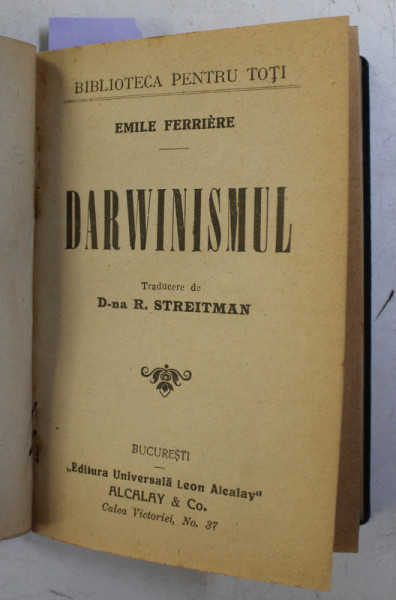 BIBLIOTECA PENTRU TOȚI
EMILE FERRIÈRE
DARWINISMUL
Traducere de
D-na R. STREITMAN
BUCUREȘTI
„Editura Universală Leon Alcalay"
ALCALAY & Co.
Calea Victoriei, No. 37